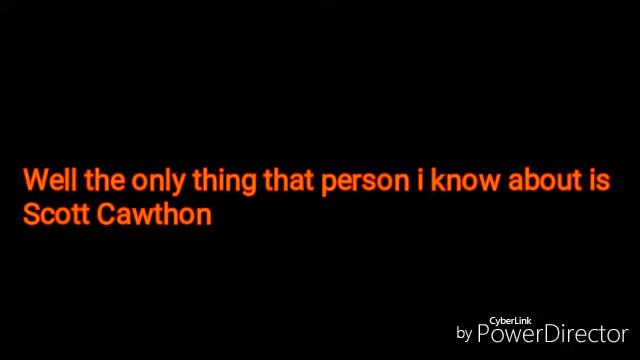 Well the only thing that person i know about is
Scott Cawthon
CyberLink
by PowerDirector